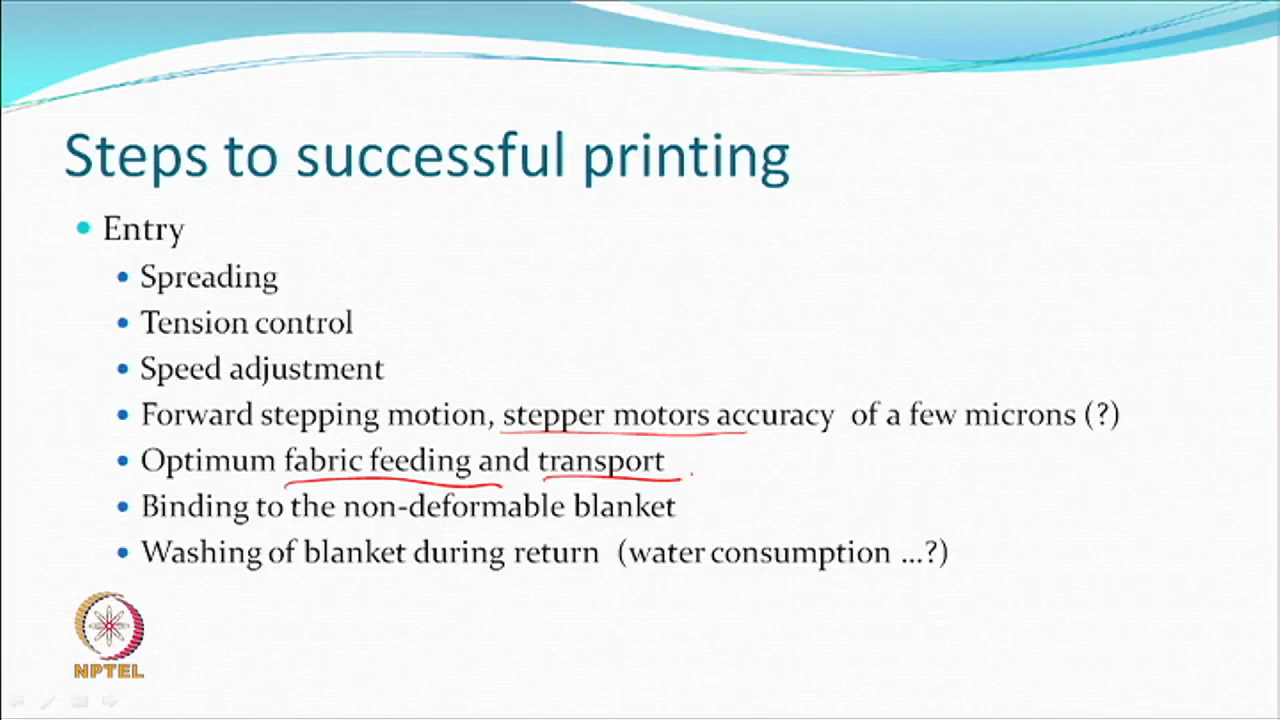 Steps to successful printing
Entry
Spreading
Tension control
Speed adjustment
Forward stepping motion, stepper motors accuracy of a few microns (?)
Optimum fabric feeding and transport
Binding to the non-deformable blanket
Washing of blanket during return (water consumption ...?)
NPTEL